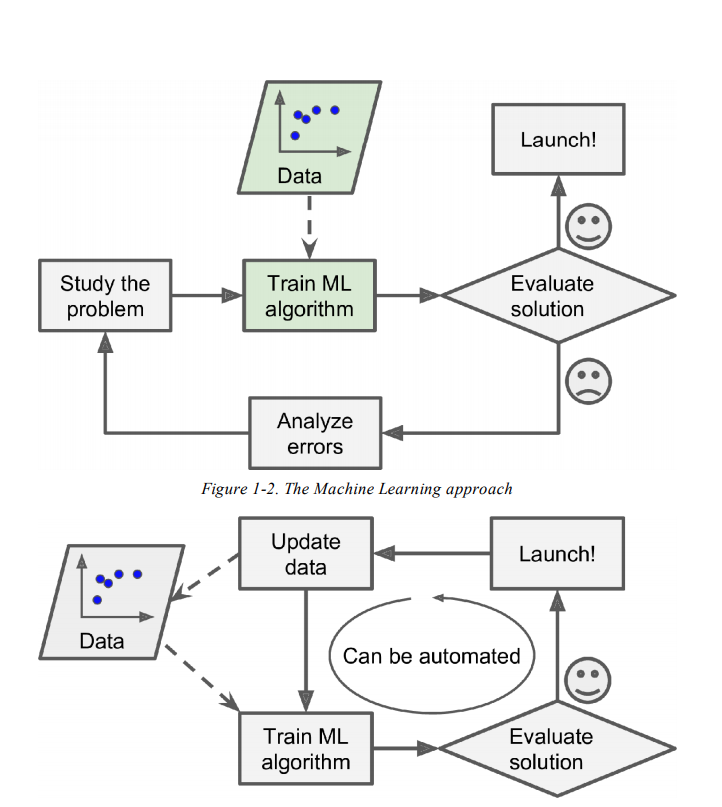 Data
Launch!
Study the
problem
Train ML
algorithm
Evaluate
solution
Analyze
errors
Figure 1-2. The Machine Learning approach
Update
data
Launch!
Data
Can be automated
Train ML
algorithm
Evaluate
solution